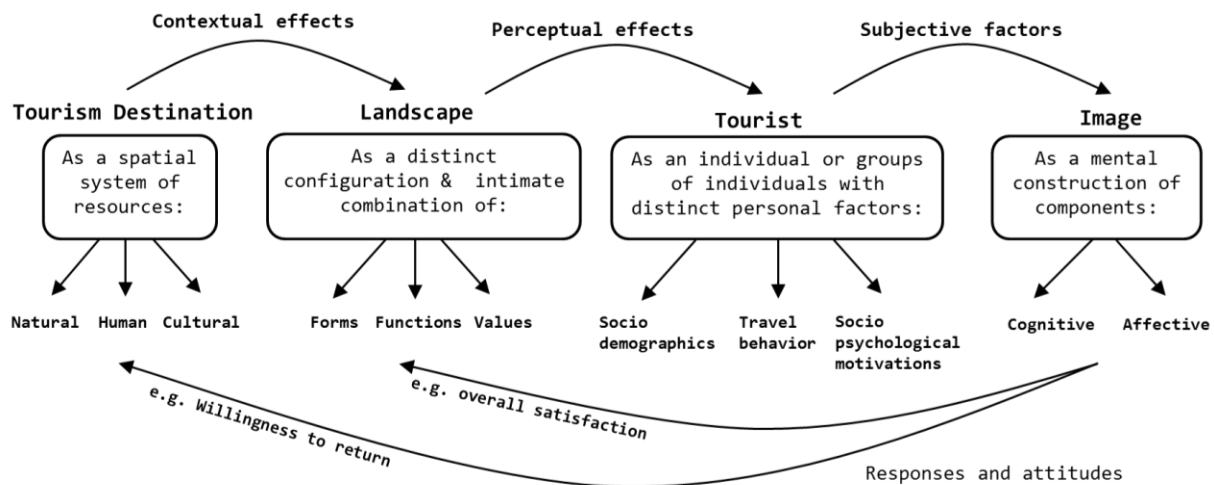 Contextual effects
Perceptual effects
Subjective factors
Tourism Destination
Landscape
Tourist
Image
As a spatial
system of
resources:
As a distinct
configuration & intimate
combination of:
As an individual or groups
of individuals with
distinct personal factors:
As a mental
construction of
components:
Natural
Human
Cultural
Forms
Functions
Values
Socio
demographics
Travel
behavior
Socio
psychological
motivations
Cognitive
Affective
e.g. overall satisfaction
e.g. Willingness to return
Responses and attitudes